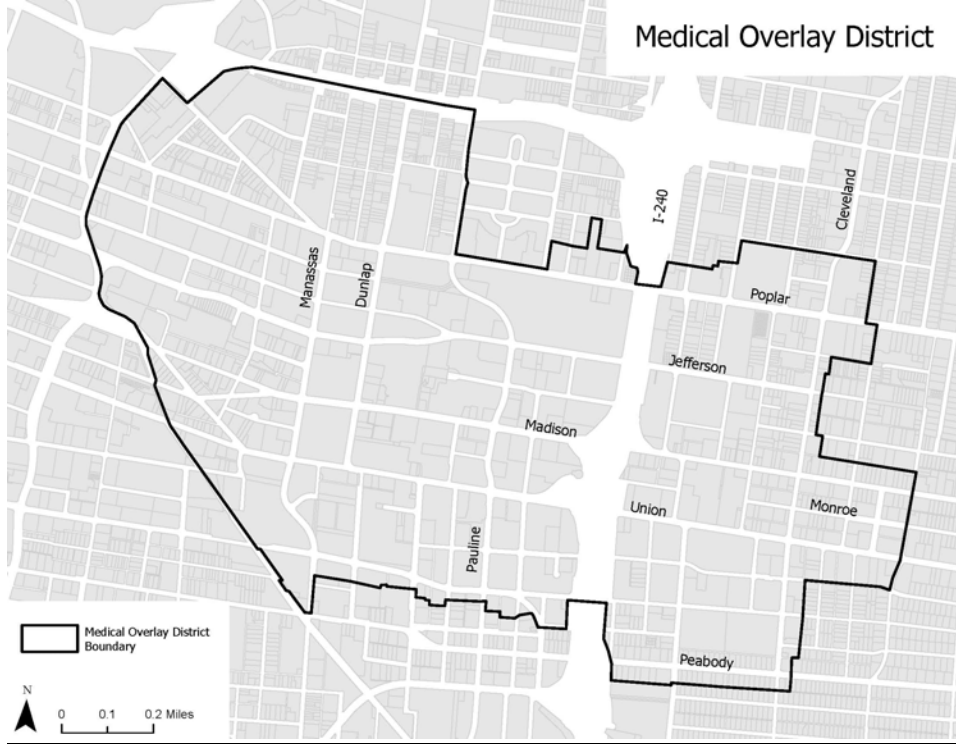 Medical Overlay District
Cleveland
I-240
Manassas
Dunlap
Poplar
Jefferson
Madison
Union
Monroe
Pauline
Peabody
Medical Overlay District
Boundary
N
0 0.1 0.2 Miles